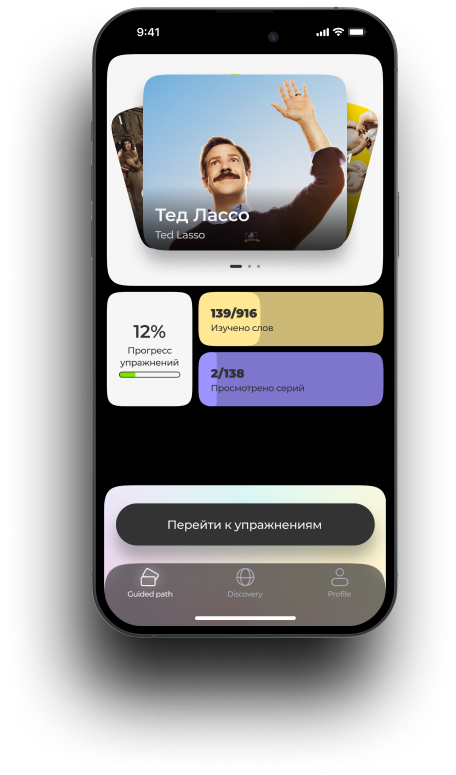 9:41
Тед Лассо
Ted Lasso
12%
Прогресс
упражнений
139/916
Изучено слов
2/138
Просмотрено серий
Перейти к упражнениям
Guided path
Discovery
Profile